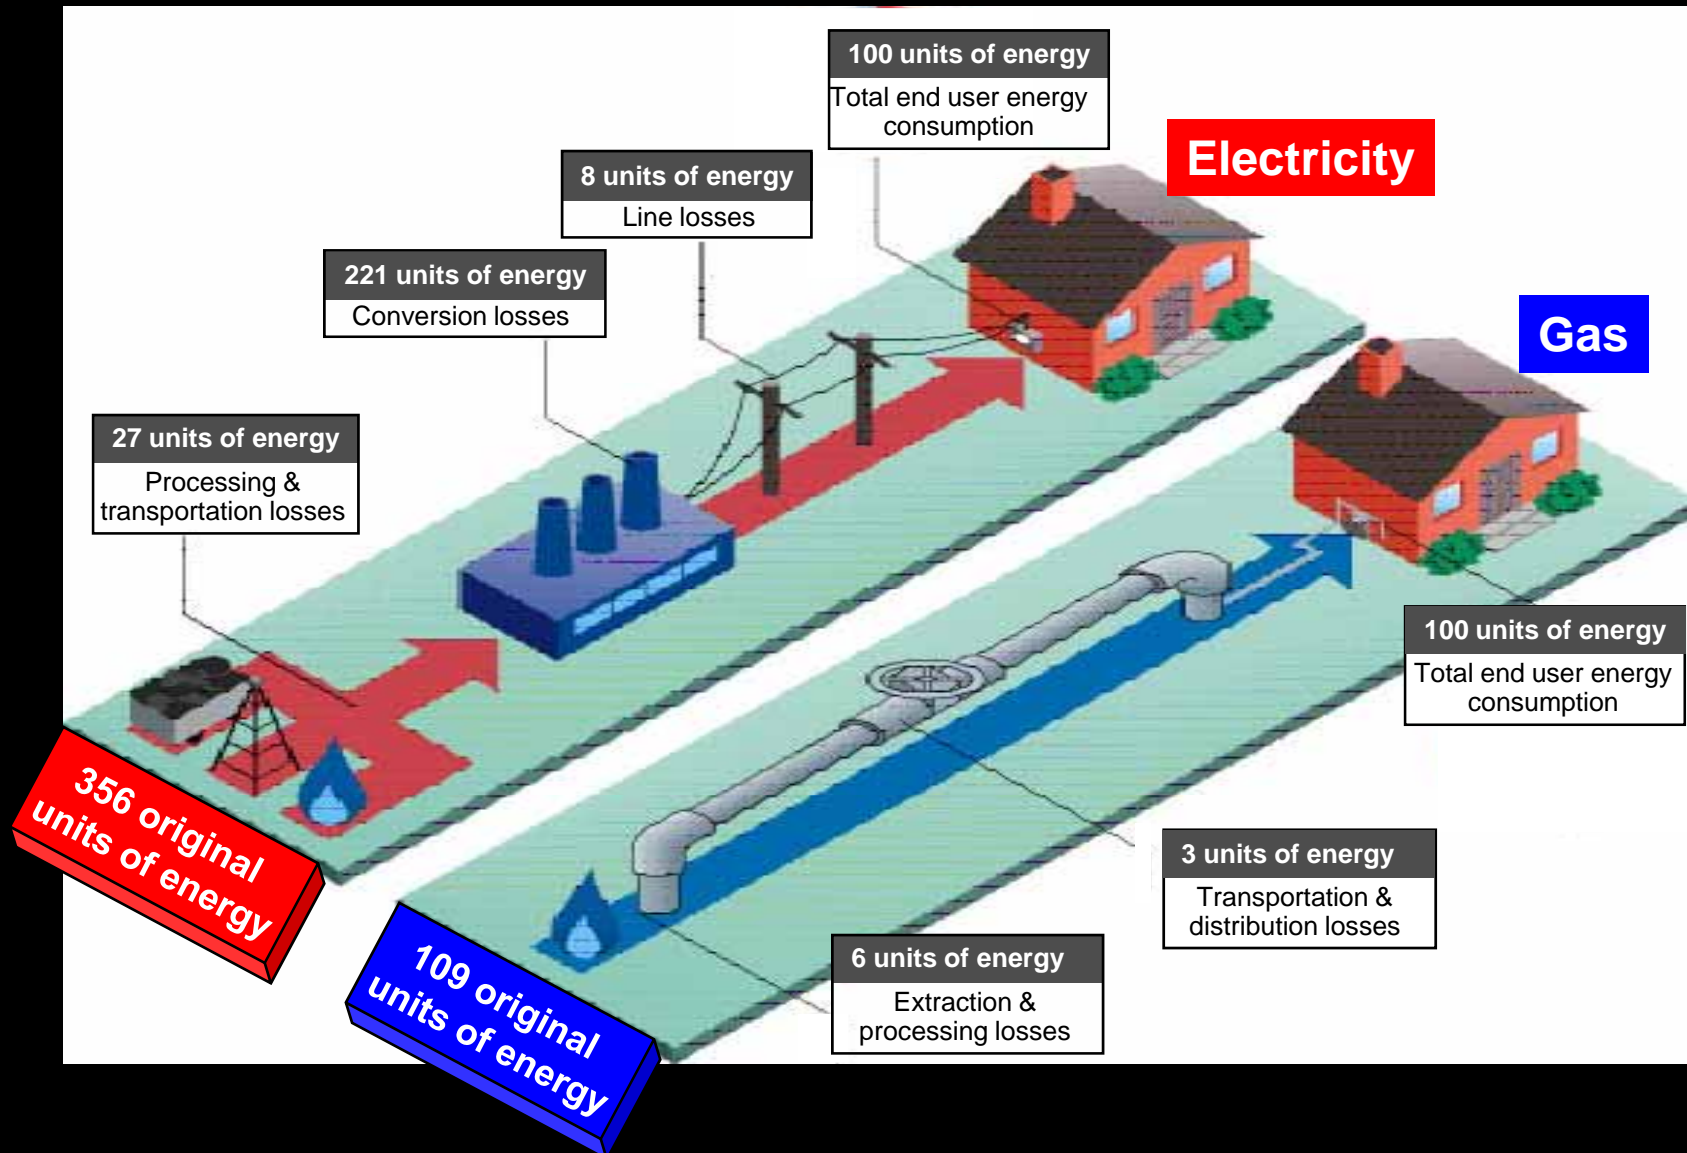 100 units of energy
Total end user energy
consumption
Electricity
8 units of energy
Line losses
221 units of energy
Conversion losses
Gas
27 units of energy
Processing &
transportation losses
100 units of energy
Total end user energy
consumption
356 original
units of energy
3 units of energy
Transportation &
distribution losses
6 units of energy
Extraction &
processing losses
109 original
units of energy